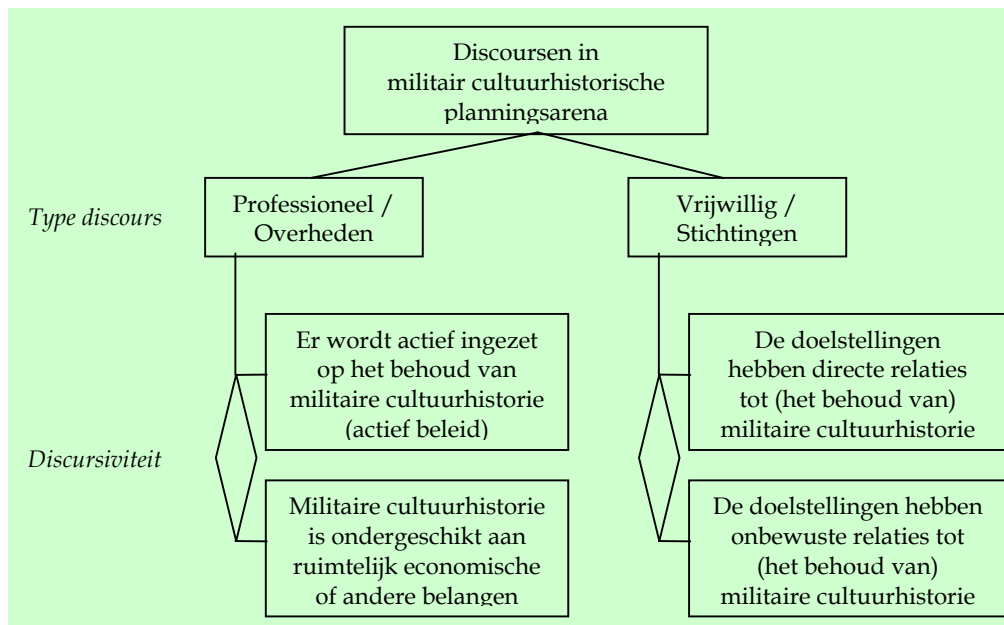 Discoursen in
militair cultuurhistorische
planningsarena
Type discours
Professioneel /
Overheden
Vrijwillig /
Stichtingen
Discursiviteit
Er wordt actief ingezet
op het behoud van
militaire cultuurhistorie
(actief beleid)
De doelstellingen
hebben directe relaties
tot (het behoud van)
militaire cultuurhistorie
Militaire cultuurhistorie
is ondergeschikt aan
ruimtelijk economische
of andere belangen
De doelstellingen hebben
onbewuste relaties tot
(het behoud van)
militaire cultuurhistorie